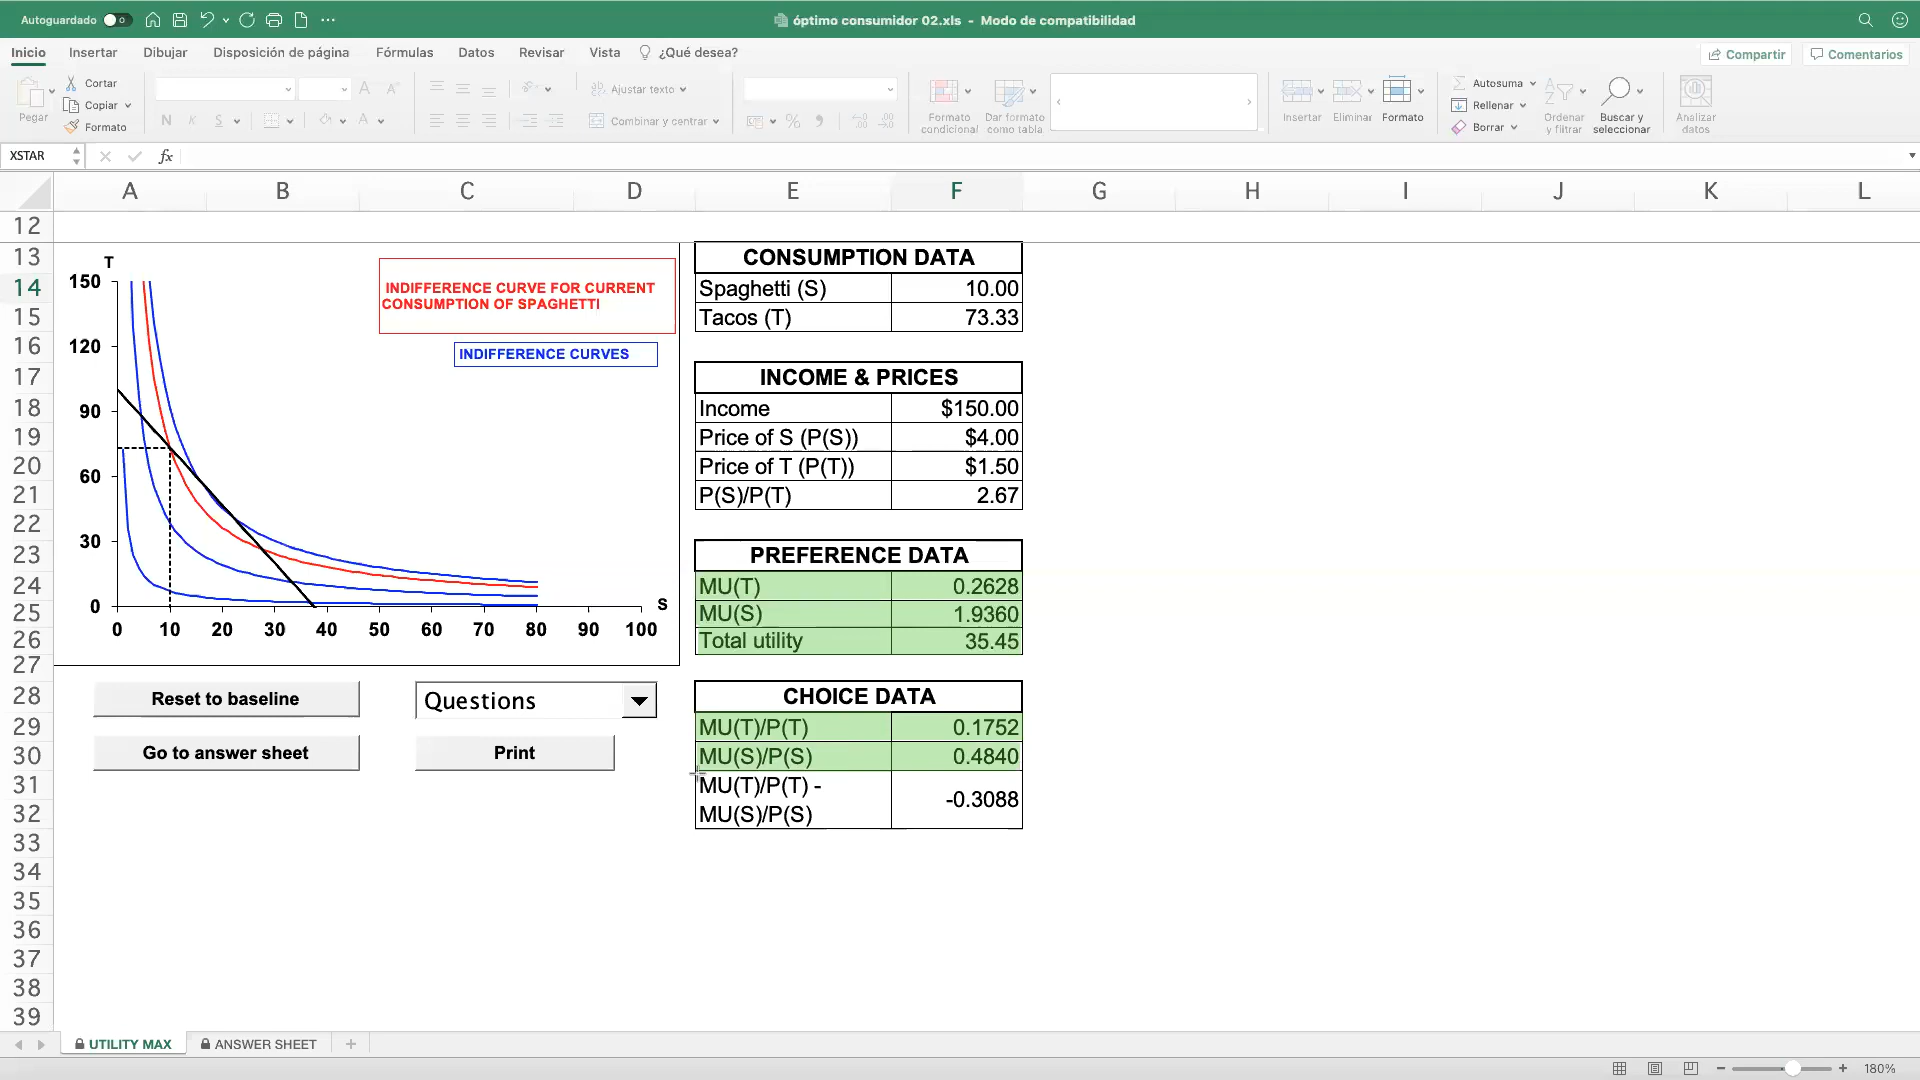 Autoguardado
óptimo consumidor 02.xls - Modo de compatibilidad
Inicio Insertar Dibujar Disposición de página Fórmulas Datos Revisar Vista ¿Qué desea? Compartir Comentarios
Pegar Cortar Copiar Formato
N K S A A A
Ajustar texto
Combinar y centrar
Formato condicional
Dar formato como tabla
Insertar Eliminar Formato
Autosuma
Rellenar
Borrar
Ordenar y filtrar
Buscar y seleccionar
Analizar datos
XSTAR fx
A B C D E F G H I J K L
12
13
14
15
16
17
18
19
20
21
22
23
24
25
26
27
28
29
30
31
32
33
34
35
36
37
38
39
T
150
120
90
60
30
0
0 10 20 30 40 50 60 70 80 90 100
S
INDIFFERENCE CURVE FOR CURRENT
CONSUMPTION OF SPAGHETTI
INDIFFERENCE CURVES
Reset to baseline
Questions
Go to answer sheet
Print
CONSUMPTION DATA
Spaghetti (S) 10.00
Tacos (T) 73.33
INCOME & PRICES
Income $150.00
Price of S (P(S)) $4.00
Price of T (P(T)) $1.50
P(S)/P(T) 2.67
PREFERENCE DATA
MU(T) 0.2628
MU(S) 1.9360
Total utility 35.45
CHOICE DATA
MU(T)/P(T) 0.1752
MU(S)/P(S) 0.4840
MU(T)/P(T) -
MU(S)/P(S) -0.3088
UTILITY MAX ANSWER SHEET
180%